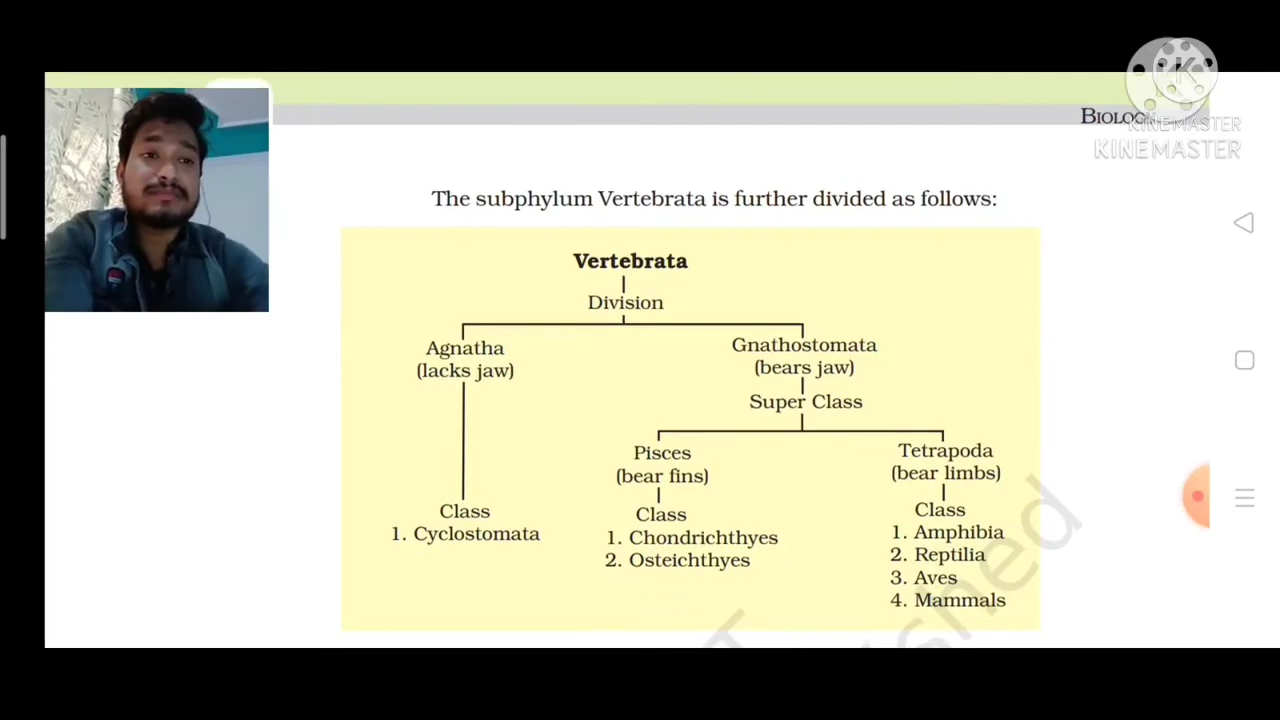 BIOLOG
KINEMASTER
KINEMASTER
The subphylum Vertebrata is further divided as follows:
Vertebrata
Division
Agnatha
(lacks jaw)
Gnathostomata
(bears jaw)
Super Class
Pisces
(bear fins)
Tetrapoda
(bear limbs)
Class
1. Cyclostomata
Class
1. Chondrichthyes
2. Osteichthyes
Class
1. Amphibia
2. Reptilia
3. Aves
4. Mammals